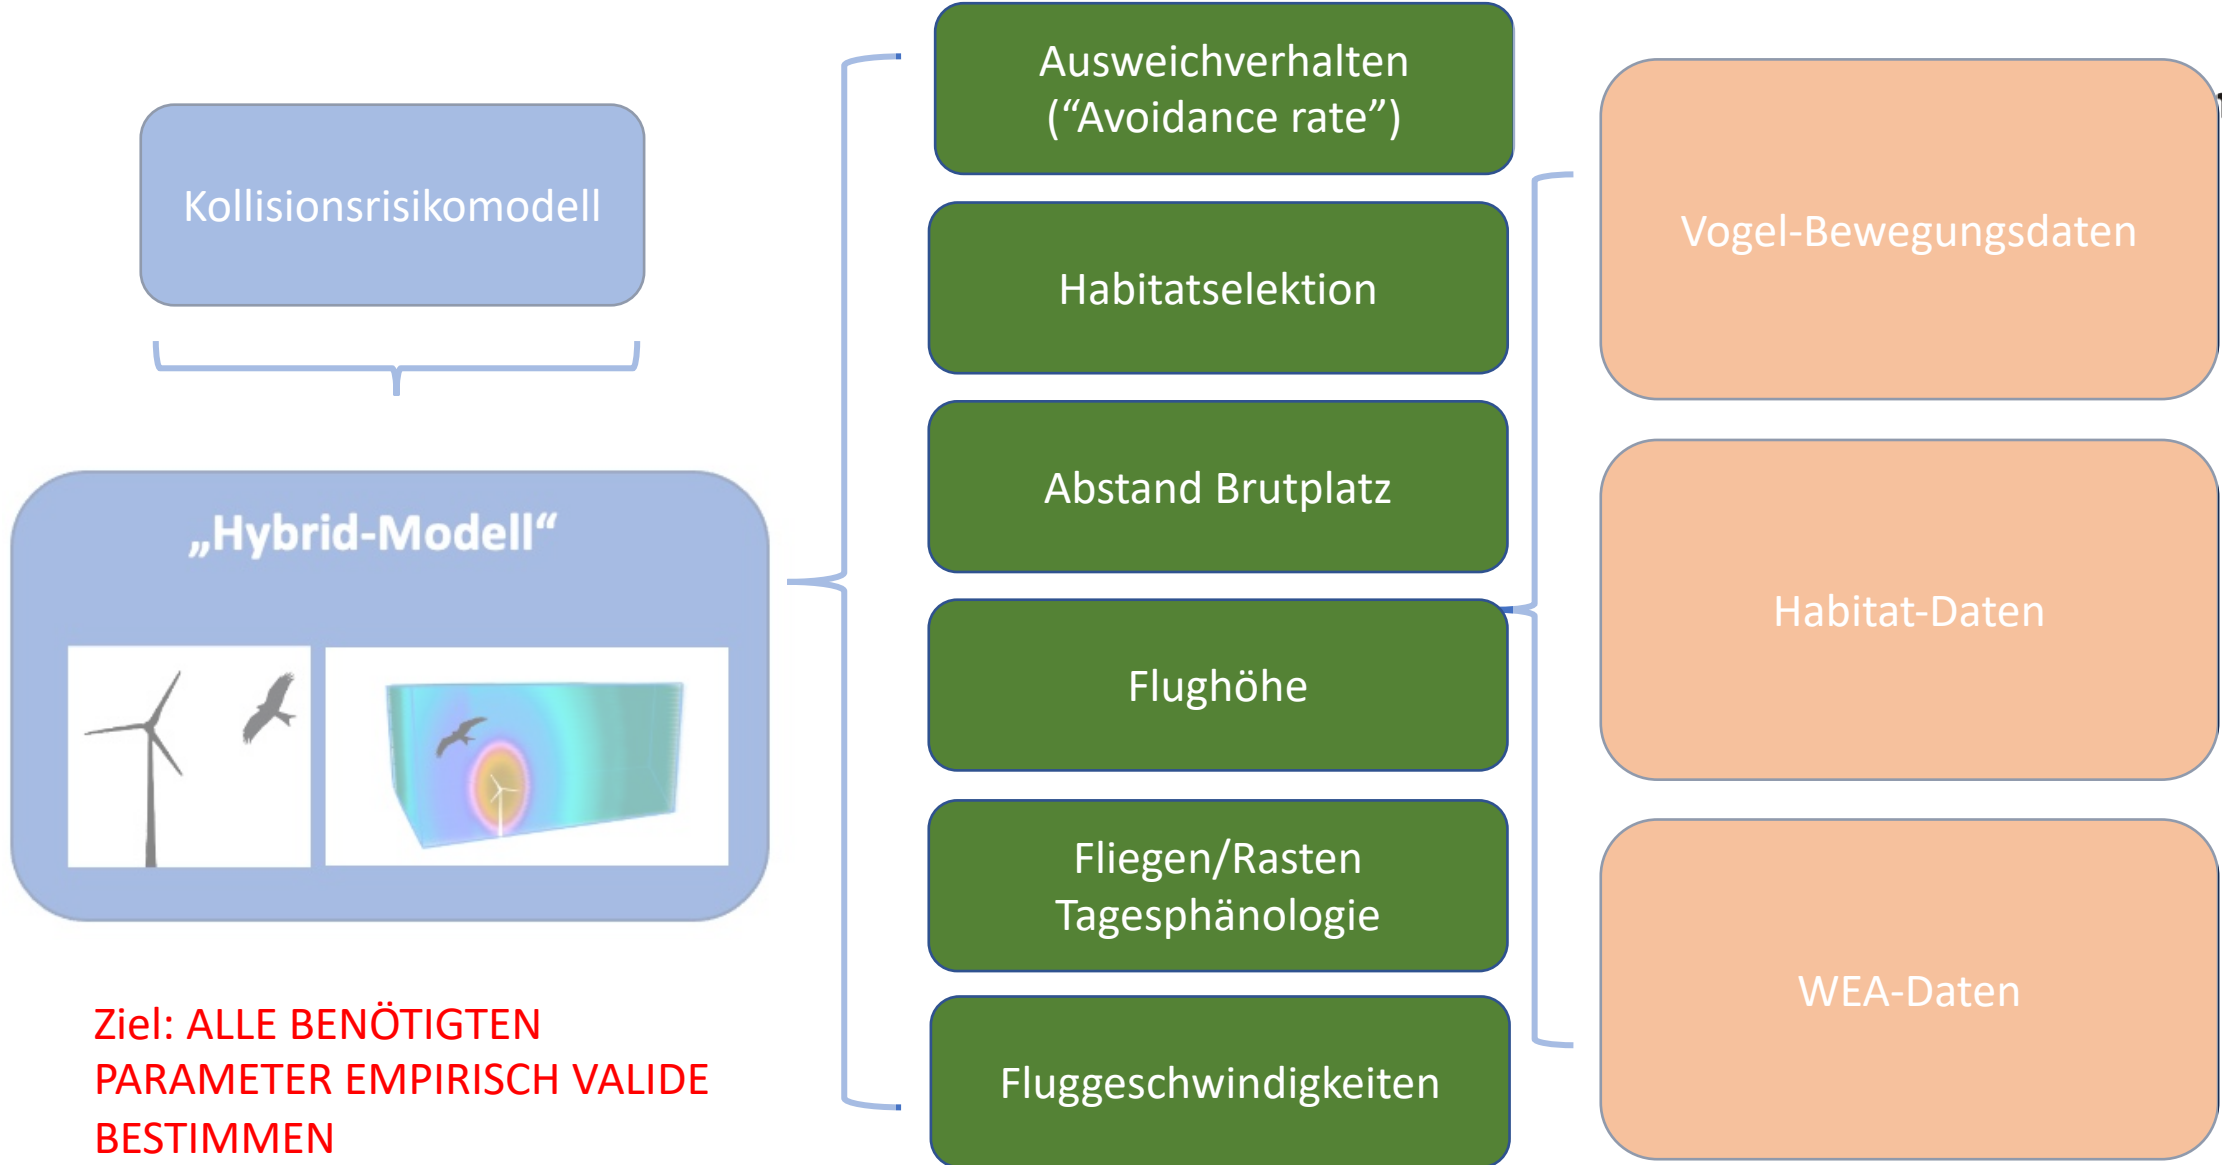 Kollisionsrisikomodell
„Hybrid-Modell“
Ziel: ALLE BENÖTIGTEN
PARAMETER EMPIRISCH VALIDE
BESTIMMEN
Ausweichverhalten
(“Avoidance rate”)
Habitatselektion
Abstand Brutplatz
Flughöhe
Fliegen/Rasten
Tagesphänologie
Fluggeschwindigkeiten
Vogel-Bewegungsdaten
Habitat-Daten
WEA-Daten